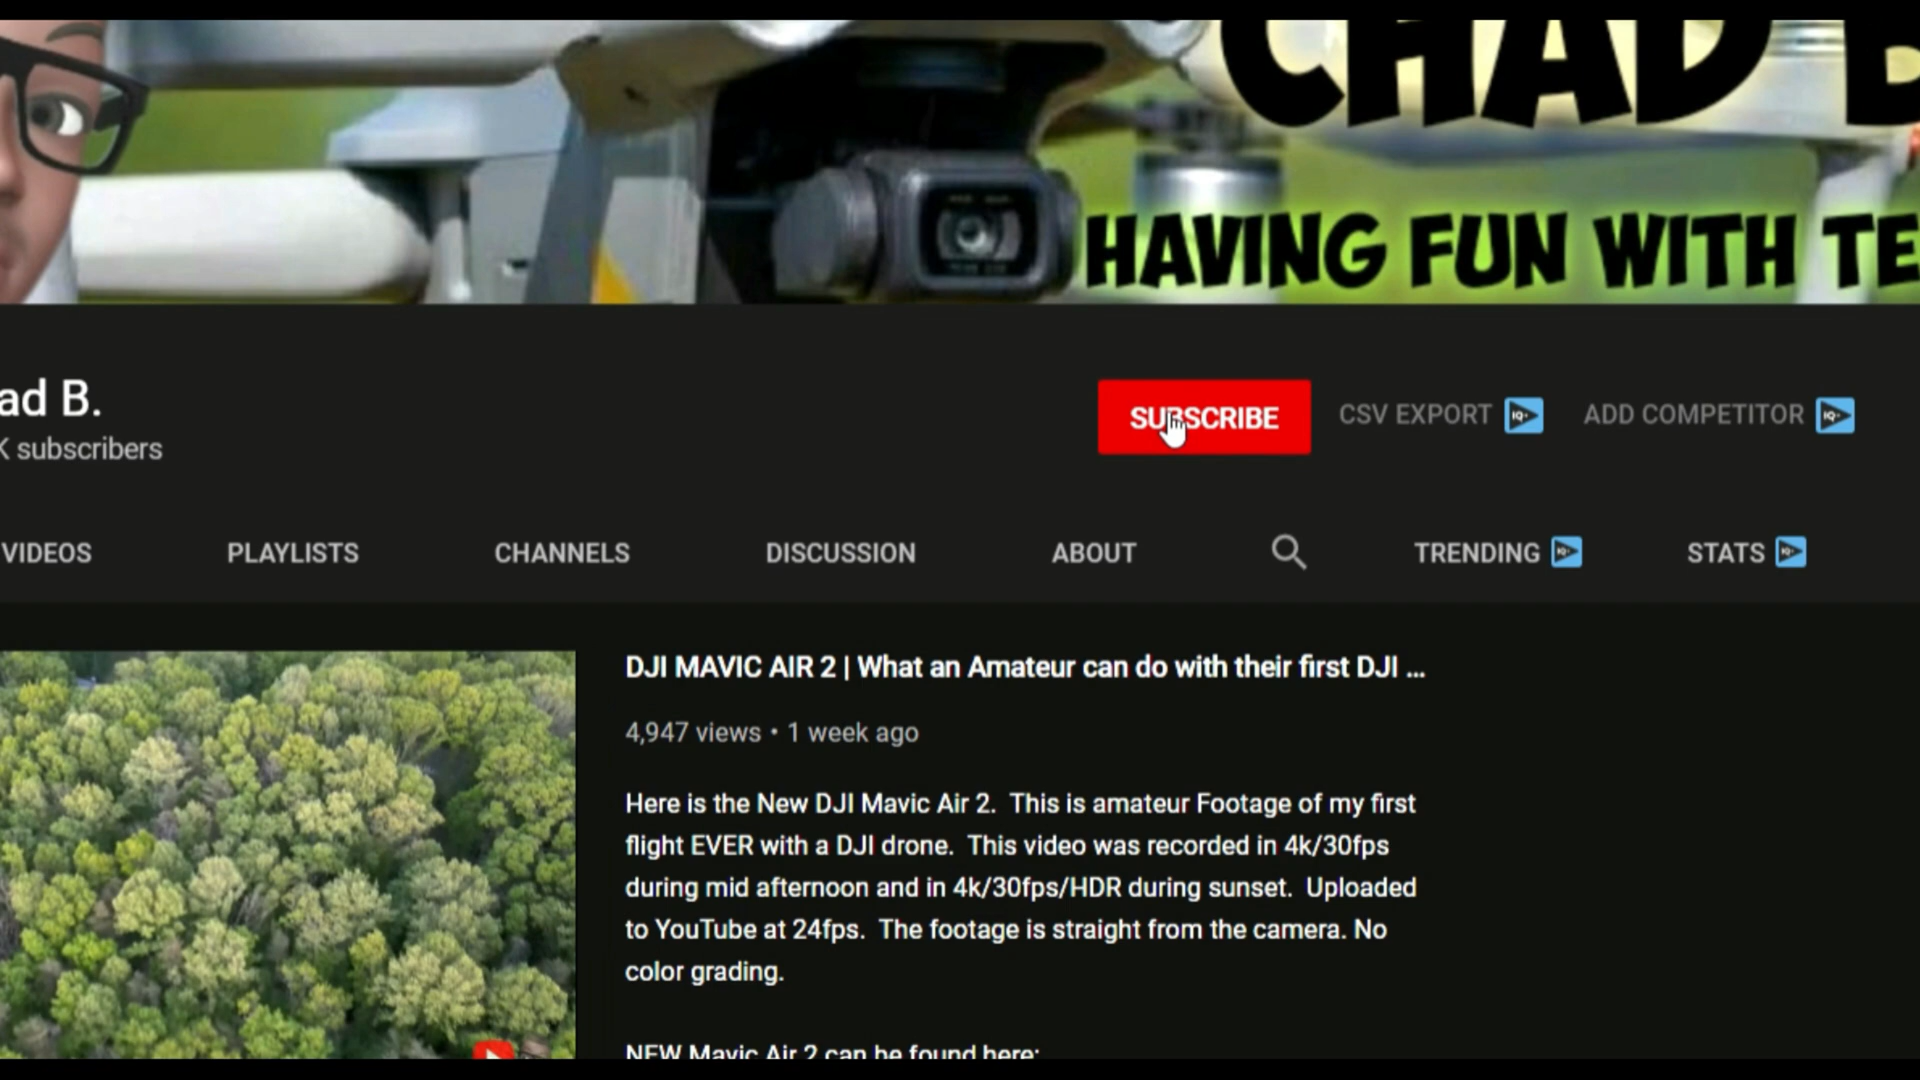 CHAD B
HAVING FUN WITH TE
ad B.
K subscribers
SUBSCRIBE
CSV EXPORT IQ
ADD COMPETITOR IQ
VIDEOS
PLAYLISTS
CHANNELS
DISCUSSION
ABOUT
TRENDING
STATS
DJI MAVIC AIR 2 | What an Amateur can do with their first DJI ...
4,947 views • 1 week ago
Here is the New DJI Mavic Air 2.  This is amateur Footage of my first
flight EVER with a DJI drone.  This video was recorded in 4k/30fps
during mid afternoon and in 4k/30fps/HDR during sunset.  Uploaded
to YouTube at 24fps.  The footage is straight from the camera. No
color grading.
NEW Mavic Air 2 can be found here: